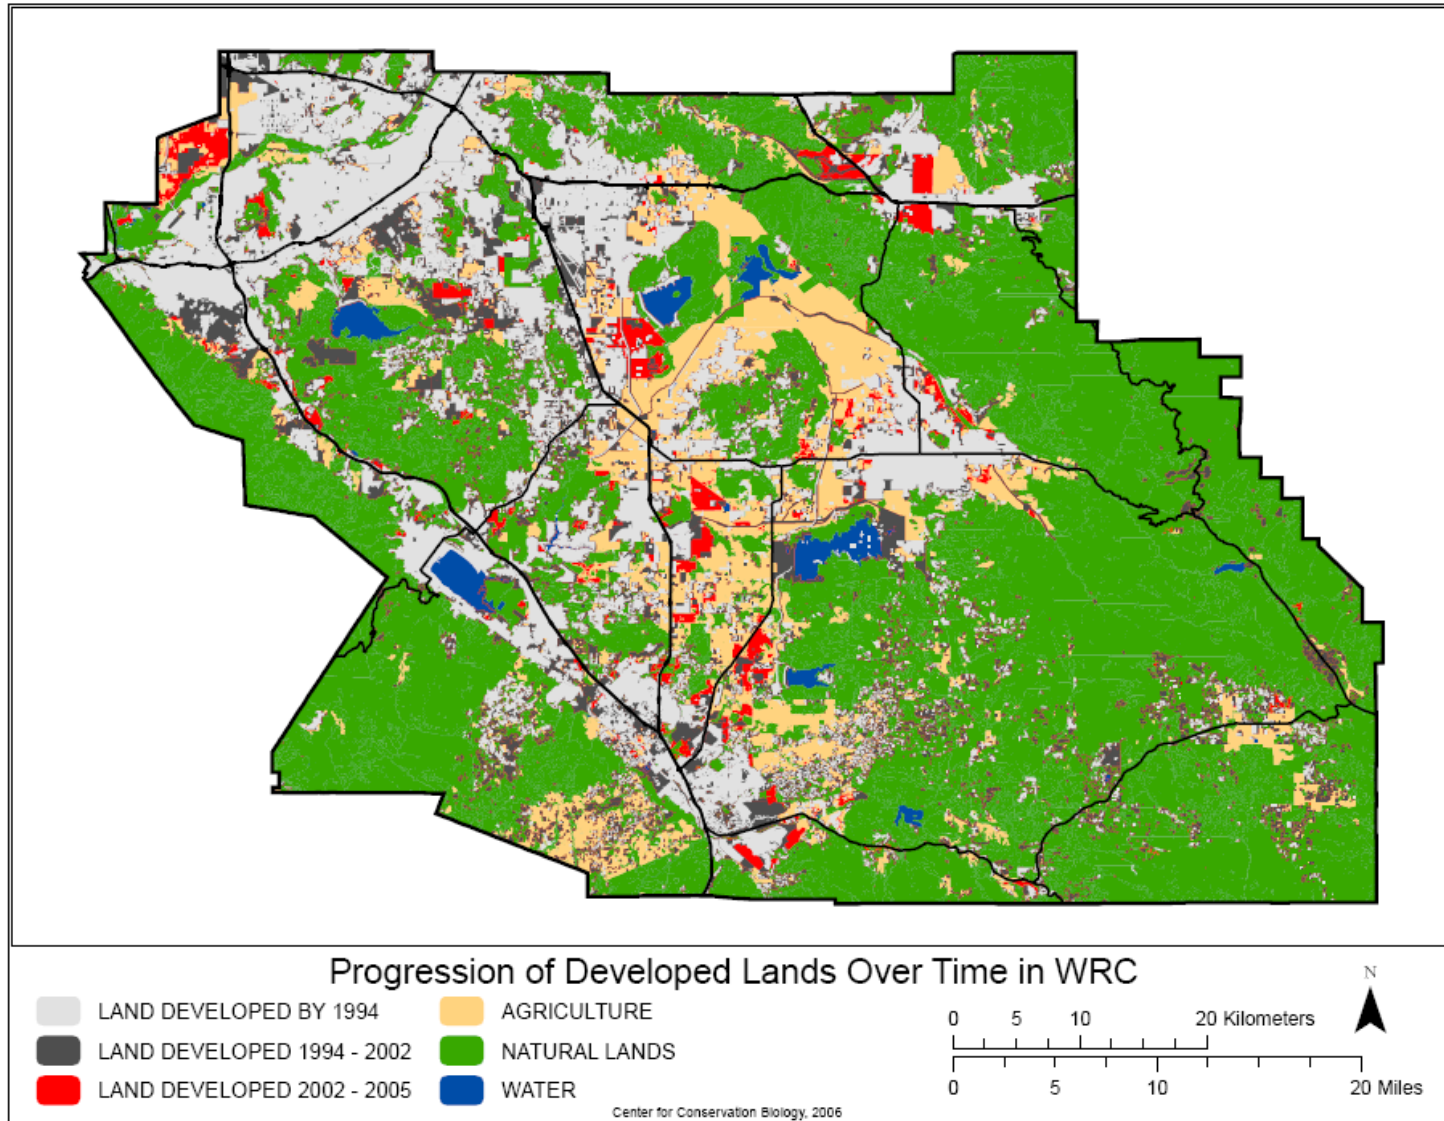 Progression of Developed Lands Over Time in WRC
LAND DEVELOPED BY 1994
LAND DEVELOPED 1994 - 2002
LAND DEVELOPED 2002 - 2005
AGRICULTURE
NATURAL LANDS
WATER
0 5 10 20 Kilometers
0 5 10 20 Miles
N
Center for Conservation Biology, 2006